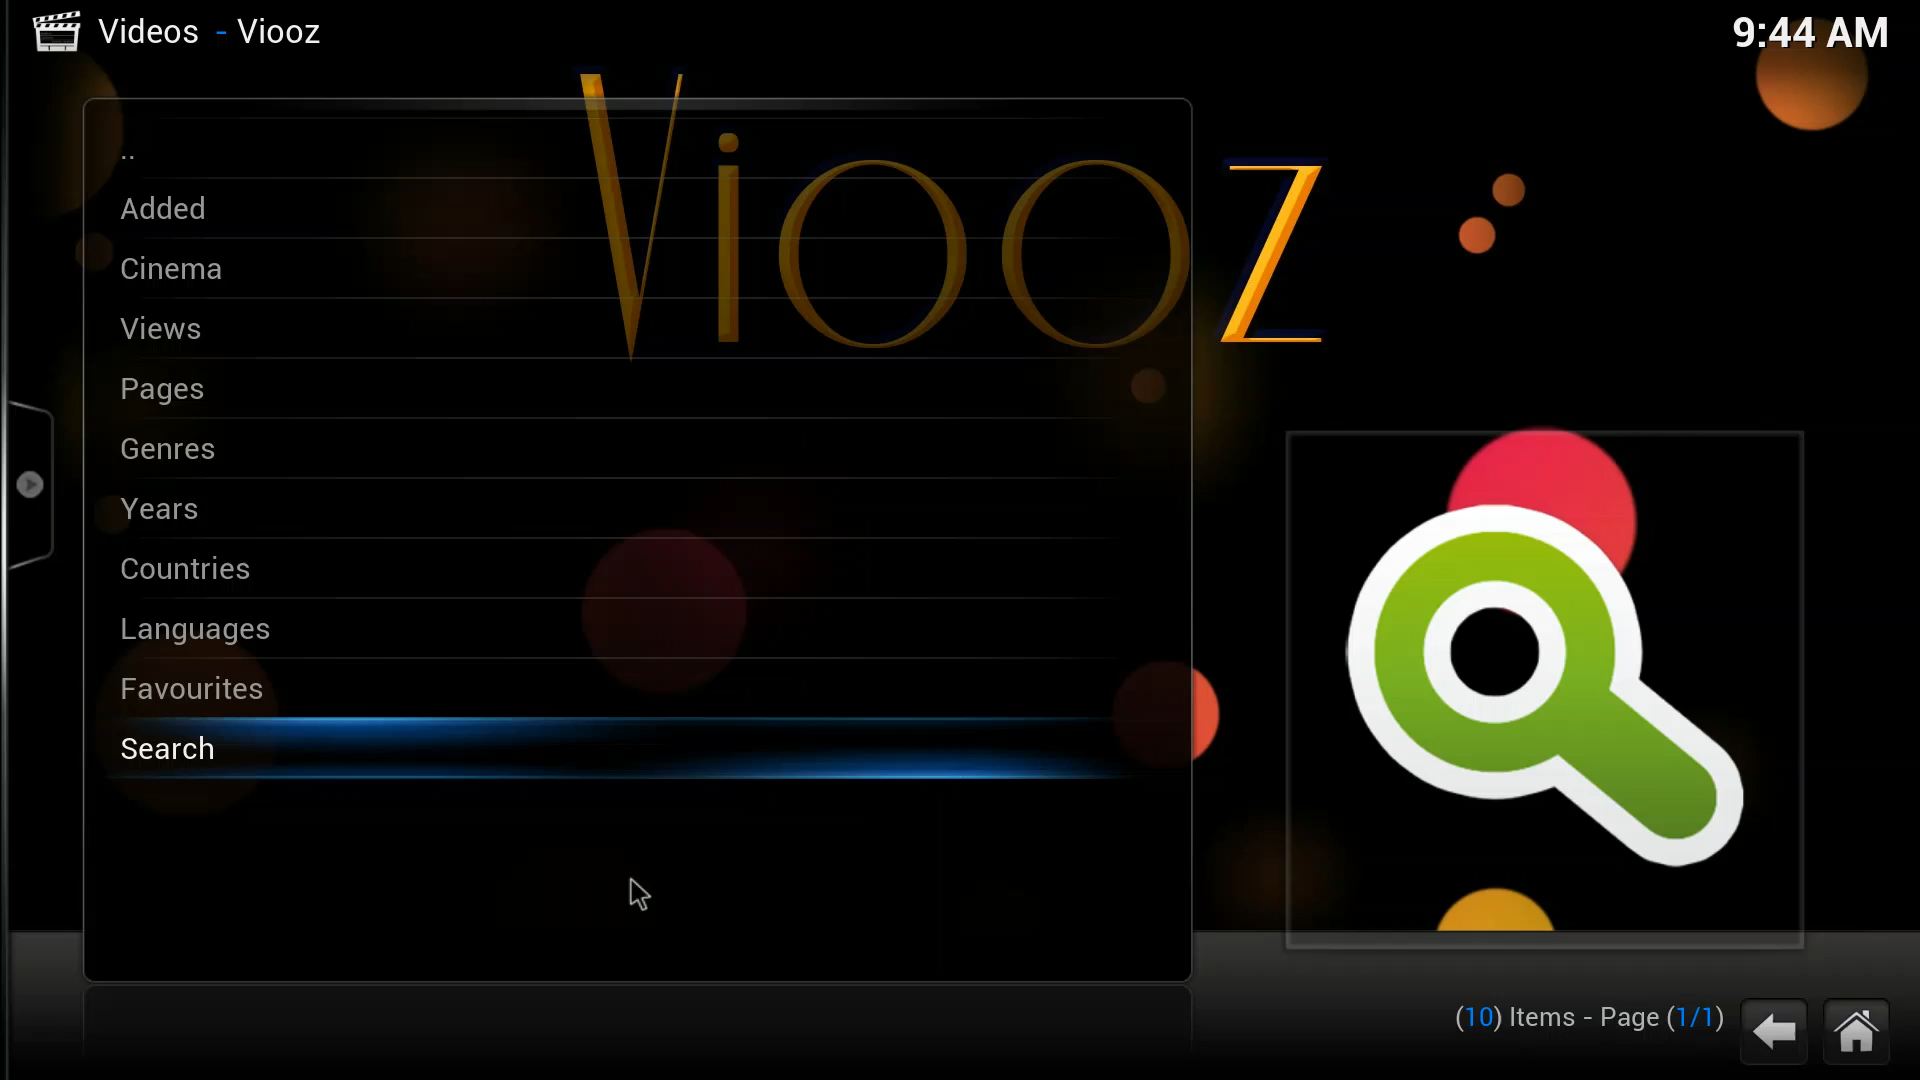 Videos - Viooz
9:44 AM
Viooz
..
Added
Cinema
Views
Pages
Genres
Years
Countries
Languages
Favourites
Search
(10) Items - Page (1/1)